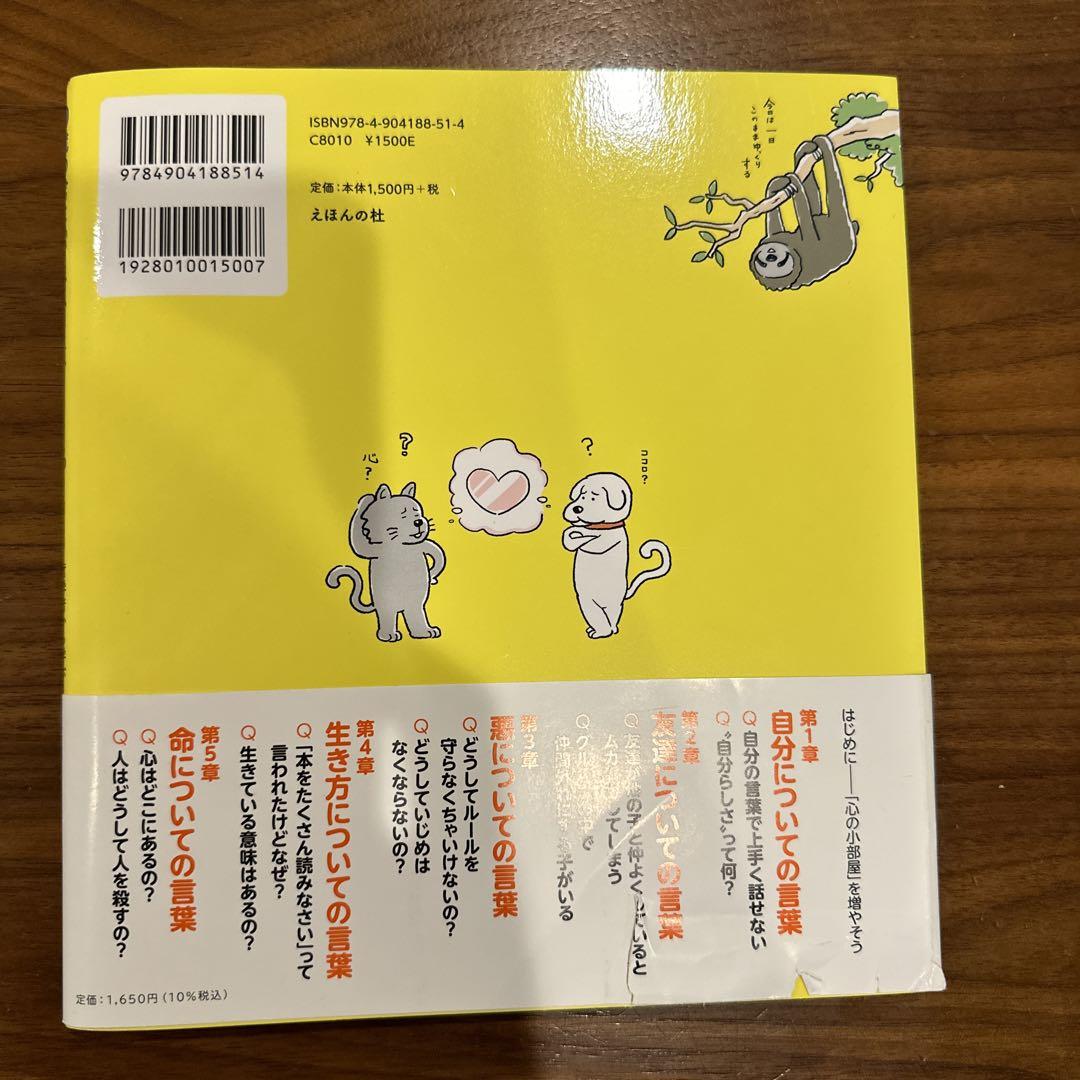 9784904188514
1928010015007
ISBN978-4-904188-51-4
C8010 ¥1500E
定価：本体1,500円＋税
えほんの杜
今日は一日
このままゆっくり
する
心？
？
？
ココロ？
はじめに――「心の小部屋」を増やそう
第1章
自分についての言葉
Q 自分の言葉で上手く話せない
Q “自分らしさ”って何？
第2章
友達についての言葉
Q 友達が他の子と仲よくしていると
してしまう
Q
仲間外れにする子がいる
第3章
悪についての言葉
Q どうしてルールを
守らなくちゃいけないの？
Q どうしていじめは
なくならないの？
第4章
生き方についての言葉
Q 「本をたくさん読みなさい」って
言われたけどなぜ？
Q 生きている意味はあるの？
第5章
命についての言葉
Q 心はどこにあるの？
Q 人はどうして人を殺すの？
定価：1,650円（10％税込）